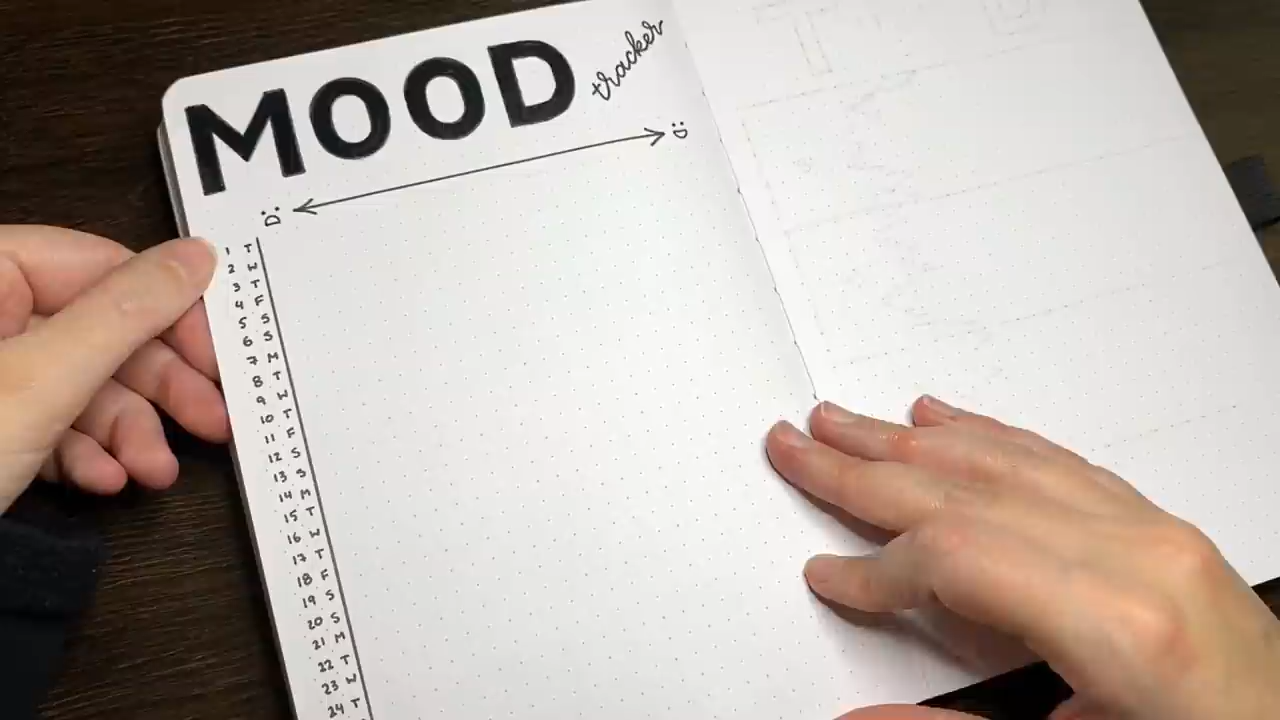 MOOD tracker
D: :D
1 T
2 W
3 T
4 F
5 S
6 S
7 M
8 T
9 W
10 T
11 F
12 S
13 S
14 M
15 T
16 W
17 T
18 F
19 S
20 S
21 M
22 T
23 W
24 T